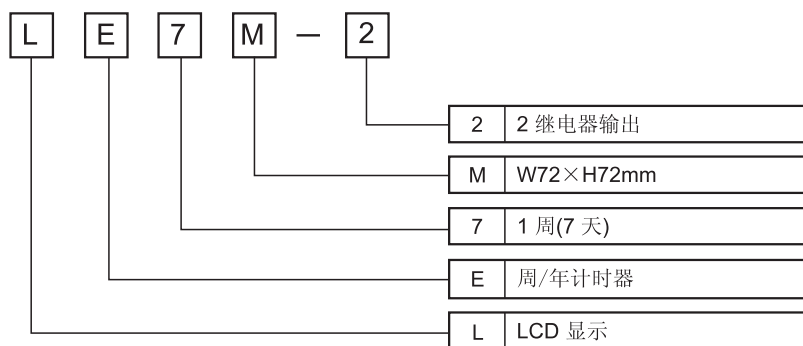 L E 7 M - 2
2 2 继电器输出
M W72×H72mm
7 1 周(7 天)
E 周/年计时器
L LCD 显示